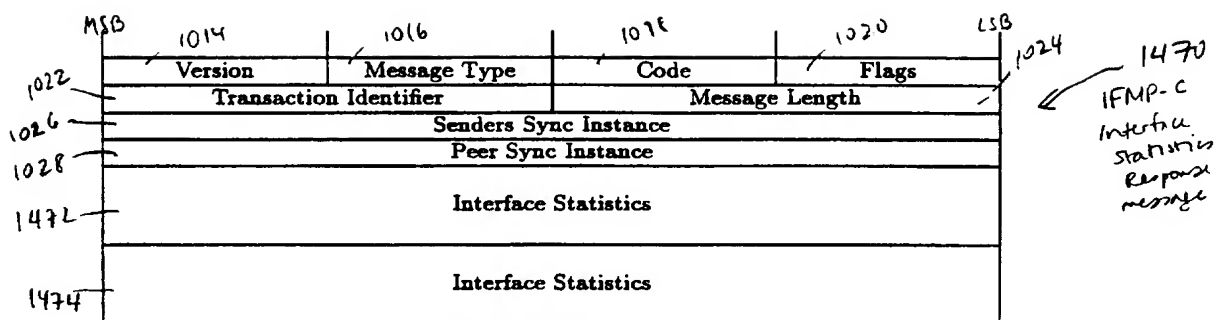 MSB LSB
1014 1016 1018 1020 1024
Version Message Type Code Flags
1022 Transaction Identifier Message Length
1026 Senders Sync Instance
1028 Peer Sync Instance
1472 Interface Statistics
1474 Interface Statistics
1470
IFMP-C
Interface
Statistics
Response
message